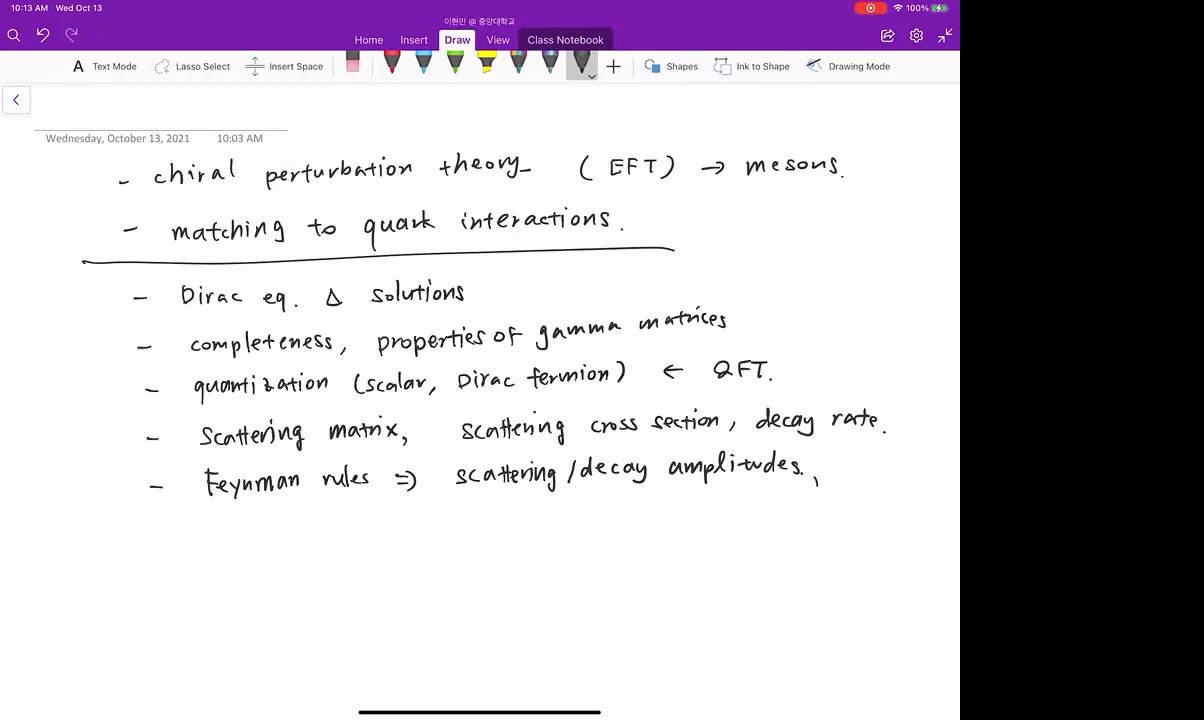 10:13 AM Wed Oct 13
100%
이현민 @ 중앙대학교
Home Insert Draw View Class Notebook
A Text Mode Lasso Select Insert Space Shapes Ink to Shape Drawing Mode
Wednesday, October 13, 2021 10:03 AM
- chiral perturbation theory- (EFT) → mesons.
- matching to quark interactions.
- Dirac eq. & solutions
- completeness, properties of gamma matrices
- quantization (scalar, Dirac fermion) ← QFT.
- Scattering matrix, scattering cross section, decay rate.
- Feynman rules ⇒ scattering/decay amplitudes.,